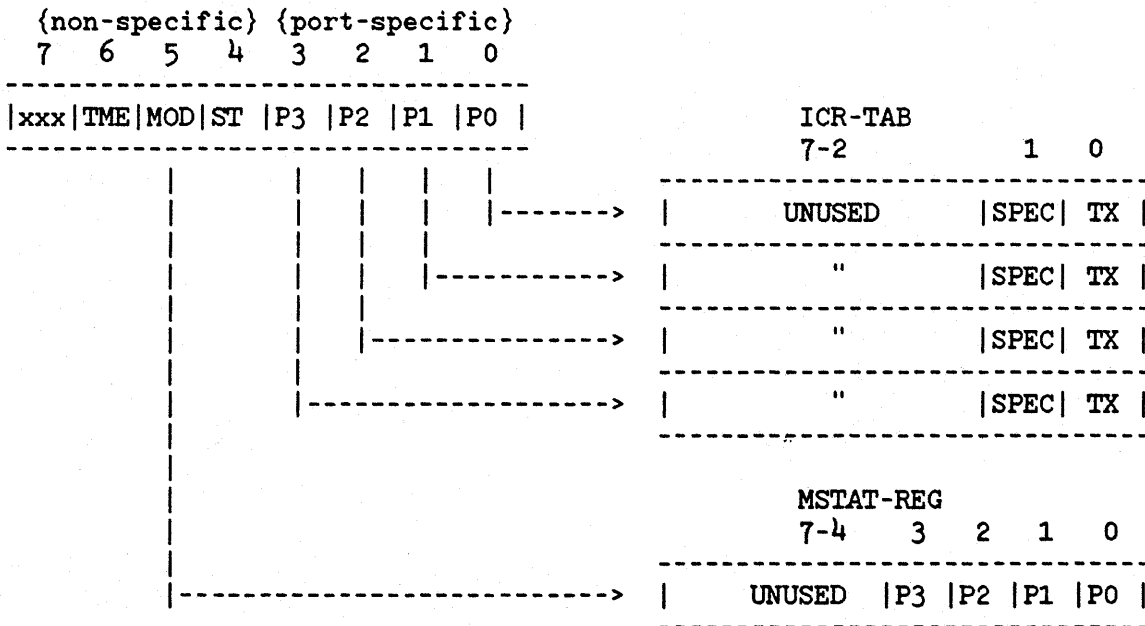 {non-specific} {port-specific}
7 6 5 4 3 2 1 0
|xxx|TME|MOD|ST |P3 |P2 |P1 |P0 |
ICR-TAB
7-2 1 0
| UNUSED |SPEC| TX |
| " |SPEC| TX |
| " |SPEC| TX |
| " |SPEC| TX |
MSTAT-REG
7-4 3 2 1 0
| UNUSED |P3 |P2 |P1 |P0 |